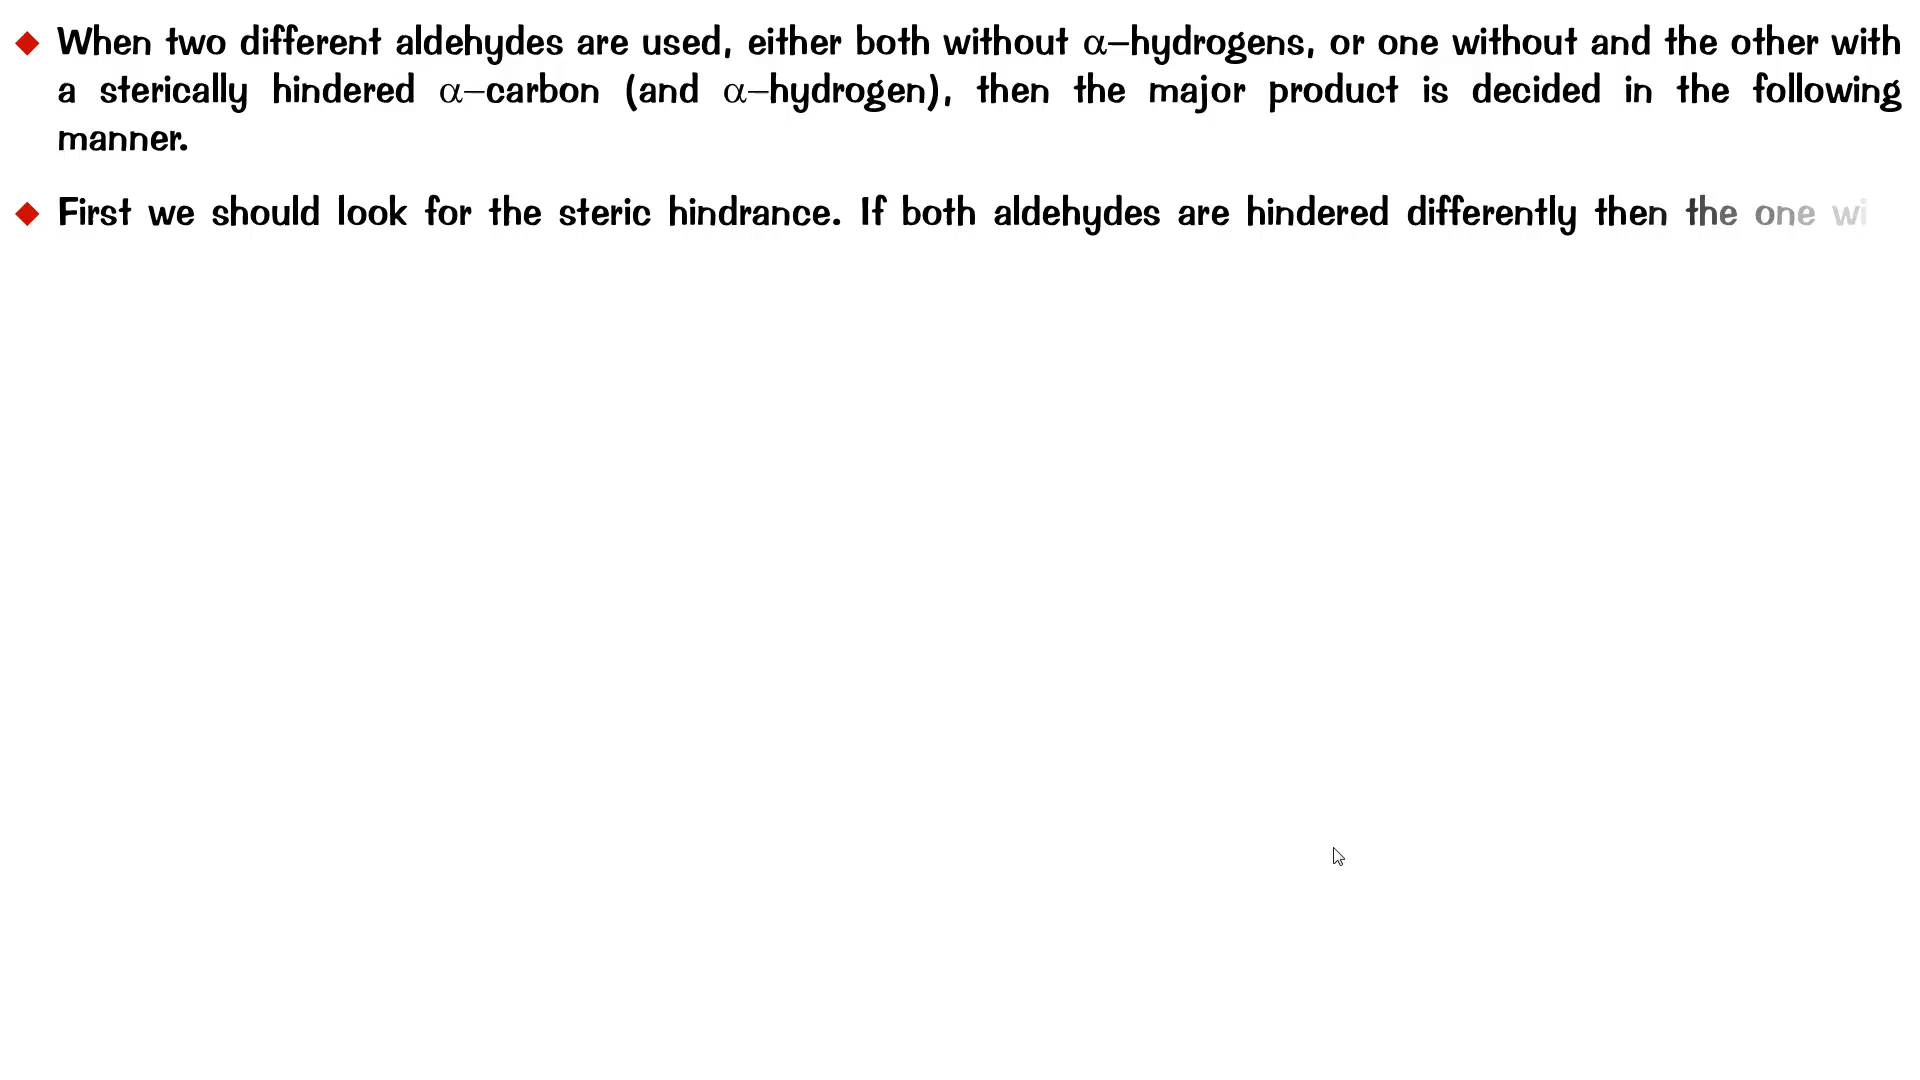 When two different aldehydes are used, either both without α–hydrogens, or one without and the other with
a sterically hindered α–carbon (and α–hydrogen), then the major product is decided in the following
manner.
First we should look for the steric hindrance. If both aldehydes are hindered differently then the one wi